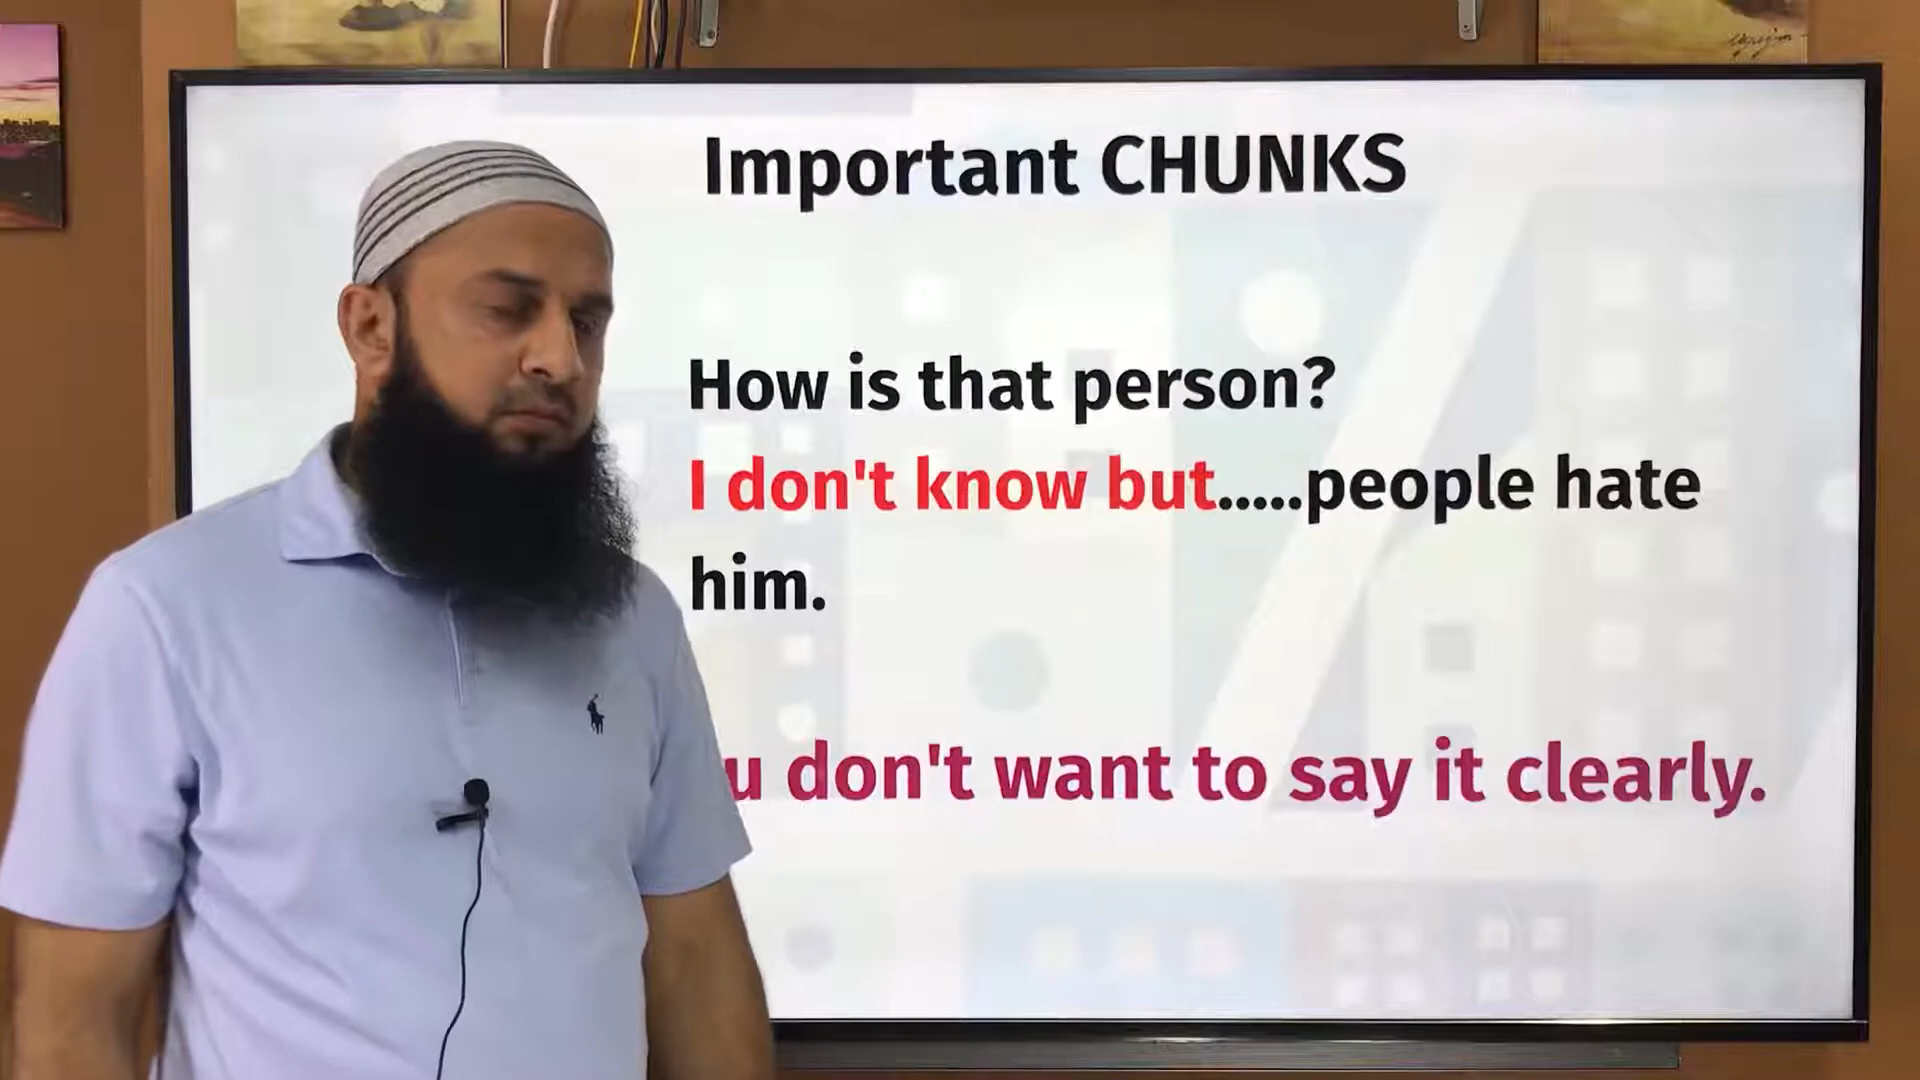 Important CHUNKS
How is that person?
I don't know but.....people hate
him.
don't want to say it clearly.